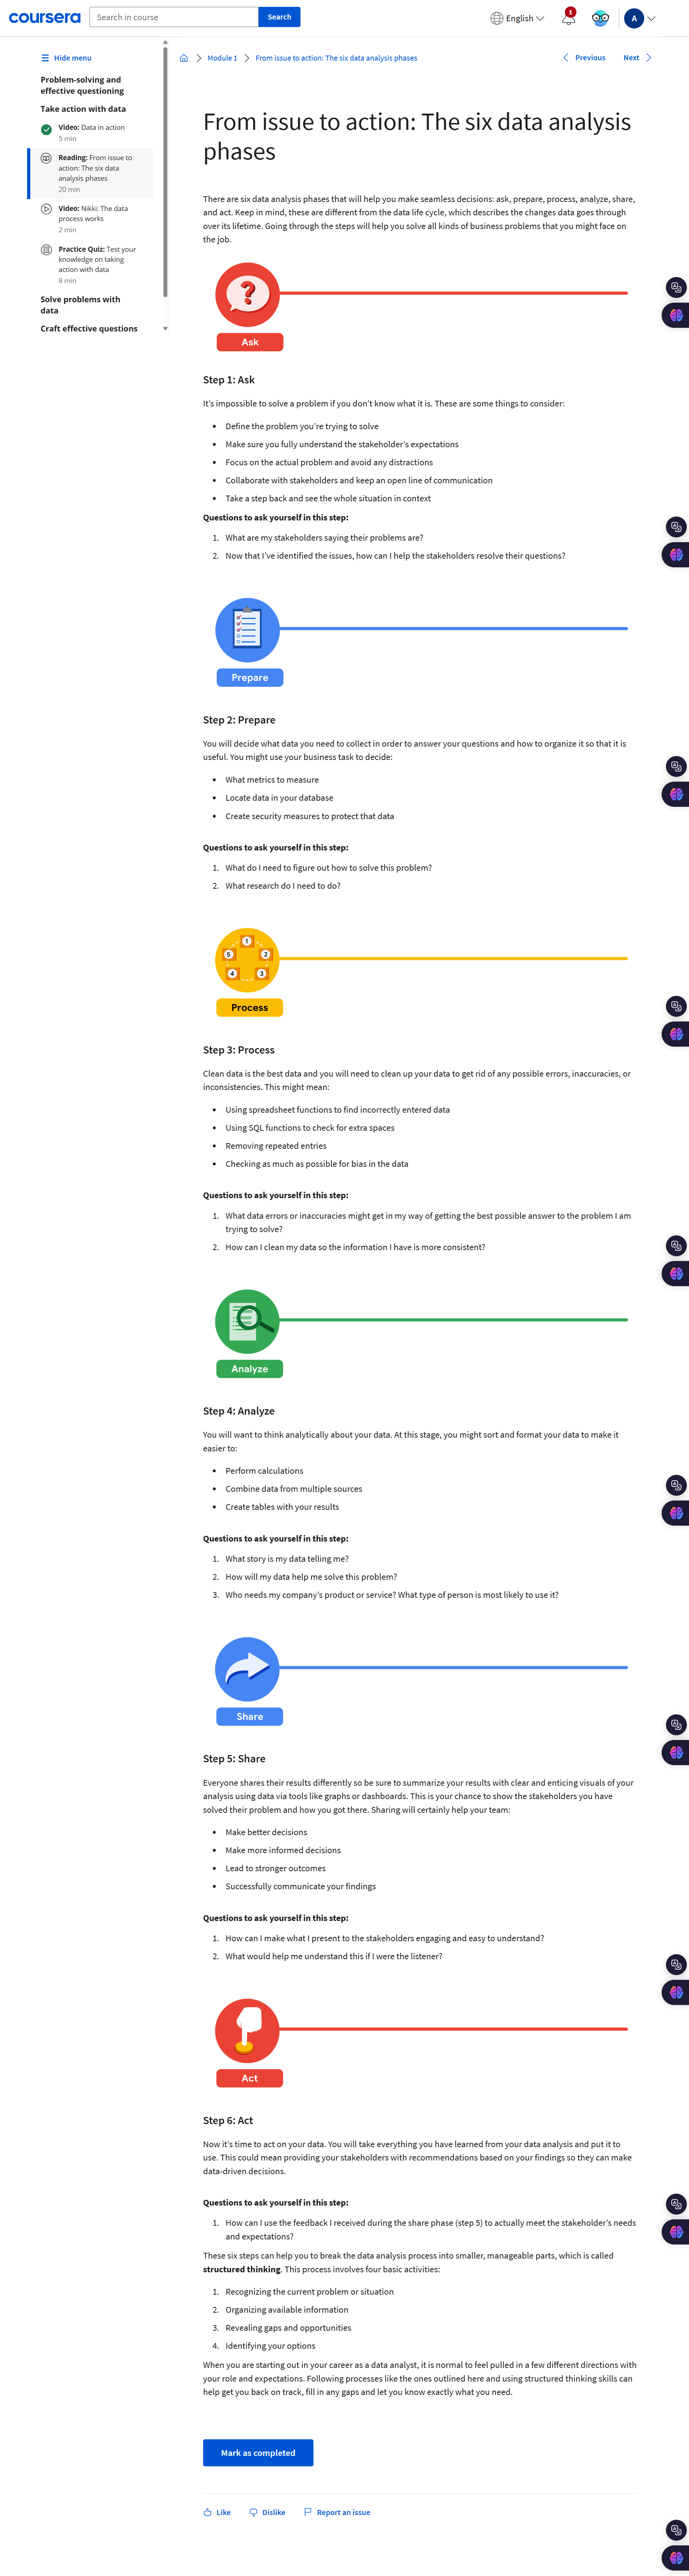 coursera
Search in course
Search
English
1
A
Hide menu
Problem-solving and
effective questioning
Take action with data
Video: Data in action
5 min
Reading: From issue to
action: The six data
analysis phases
20 min
Video: Nikki: The data
process works
2 min
Practice Quiz: Test your
knowledge on taking
action with data
8 min
Solve problems with
data
Craft effective questions
Module 1
From issue to action: The six data analysis phases
Previous
Next
From issue to action: The six data analysis
phases
There are six data analysis phases that will help you make seamless decisions: ask, prepare, process, analyze, share,
and act. Keep in mind, these are different from the data life cycle, which describes the changes data goes through
over its lifetime. Going through the steps will help you solve all kinds of business problems that you might face on
the job.
?
Ask
Step 1: Ask
It's impossible to solve a problem if you don't know what it is. These are some things to consider:
• Define the problem you're trying to solve
• Make sure you fully understand the stakeholder's expectations
• Focus on the actual problem and avoid any distractions
• Collaborate with stakeholders and keep an open line of communication
• Take a step back and see the whole situation in context
Questions to ask yourself in this step:
1. What are my stakeholders saying their problems are?
2. Now that I've identified the issues, how can I help the stakeholders resolve their questions?
Prepare
Step 2: Prepare
You will decide what data you need to collect in order to answer your questions and how to organize it so that it is
useful. You might use your business task to decide:
• What metrics to measure
• Locate data in your database
• Create security measures to protect that data
Questions to ask yourself in this step:
1. What do I need to figure out how to solve this problem?
2. What research do I need to do?
1
5
2
4
3
Process
Step 3: Process
Clean data is the best data and you will need to clean up your data to get rid of any possible errors, inaccuracies, or
inconsistencies. This might mean:
• Using spreadsheet functions to find incorrectly entered data
• Using SQL functions to check for extra spaces
• Removing repeated entries
• Checking as much as possible for bias in the data
Questions to ask yourself in this step:
1. What data errors or inaccuracies might get in my way of getting the best possible answer to the problem I am
trying to solve?
2. How can I clean my data so the information I have is more consistent?
Analyze
Step 4: Analyze
You will want to think analytically about your data. At this stage, you might sort and format your data to make it
easier to:
• Perform calculations
• Combine data from multiple sources
• Create tables with your results
Questions to ask yourself in this step:
1. What story is my data telling me?
2. How will my data help me solve this problem?
3. Who needs my company's product or service? What type of person is most likely to use it?
Share
Step 5: Share
Everyone shares their results differently so be sure to summarize your results with clear and enticing visuals of your
analysis using data via tools like graphs or dashboards. This is your chance to show the stakeholders you have
solved their problem and how you got there. Sharing will certainly help your team:
• Make better decisions
• Make more informed decisions
• Lead to stronger outcomes
• Successfully communicate your findings
Questions to ask yourself in this step:
1. How can I make what I present to the stakeholders engaging and easy to understand?
2. What would help me understand this if I were the listener?
Act
Step 6: Act
Now it's time to act on your data. You will take everything you have learned from your data analysis and put it to
use. This could mean providing your stakeholders with recommendations based on your findings so they can make
data-driven decisions.
Questions to ask yourself in this step:
1. How can I use the feedback I received during the share phase (step 5) to actually meet the stakeholder's needs
and expectations?
These six steps can help you to break the data analysis process into smaller, manageable parts, which is called
structured thinking. This process involves four basic activities:
1. Recognizing the current problem or situation
2. Organizing available information
3. Revealing gaps and opportunities
4. Identifying your options
When you are starting out in your career as a data analyst, it is normal to feel pulled in a few different directions with
your role and expectations. Following processes like the ones outlined here and using structured thinking skills can
help get you back on track, fill in any gaps and let you know exactly what you need.
Mark as completed
Like
Dislike
Report an issue